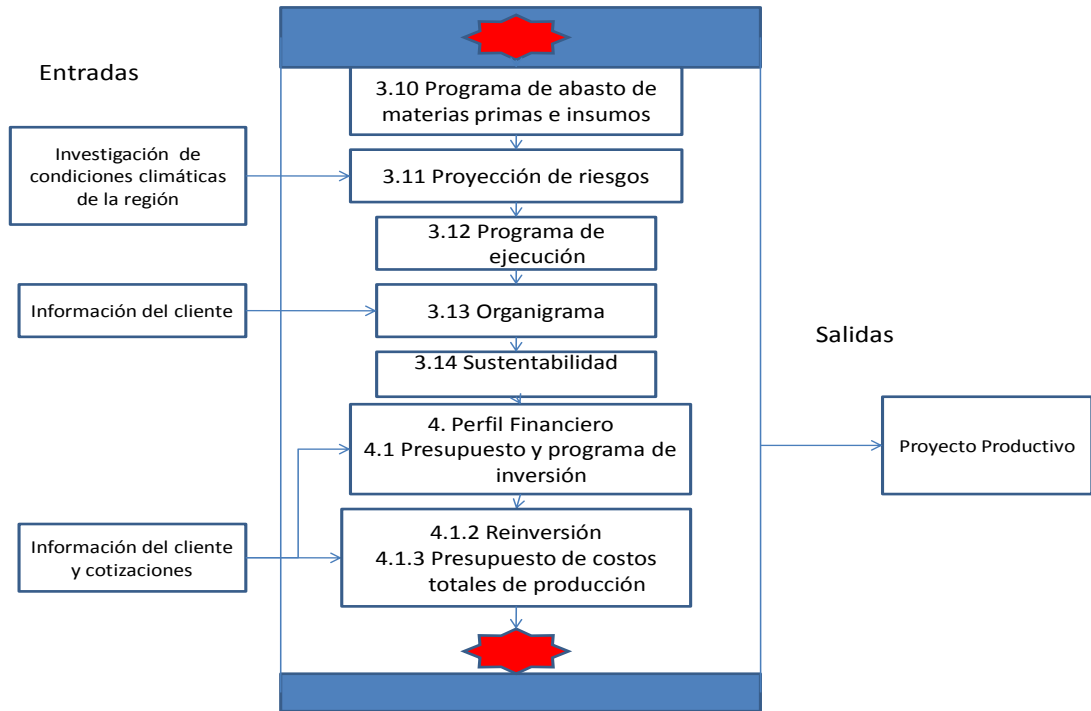 Entradas
3.10 Programa de abasto de
materias primas e insumos
Investigación de
condiciones climáticas
de la región
3.11 Proyección de riesgos
3.12 Programa de
ejecución
Información del cliente
3.13 Organigrama
Salidas
3.14 Sustentabilidad
4. Perfil Financiero
4.1 Presupuesto y programa de
inversión
Proyecto Productivo
Información del cliente
y cotizaciones
4.1.2 Reinversión
4.1.3 Presupuesto de costos
totales de producción